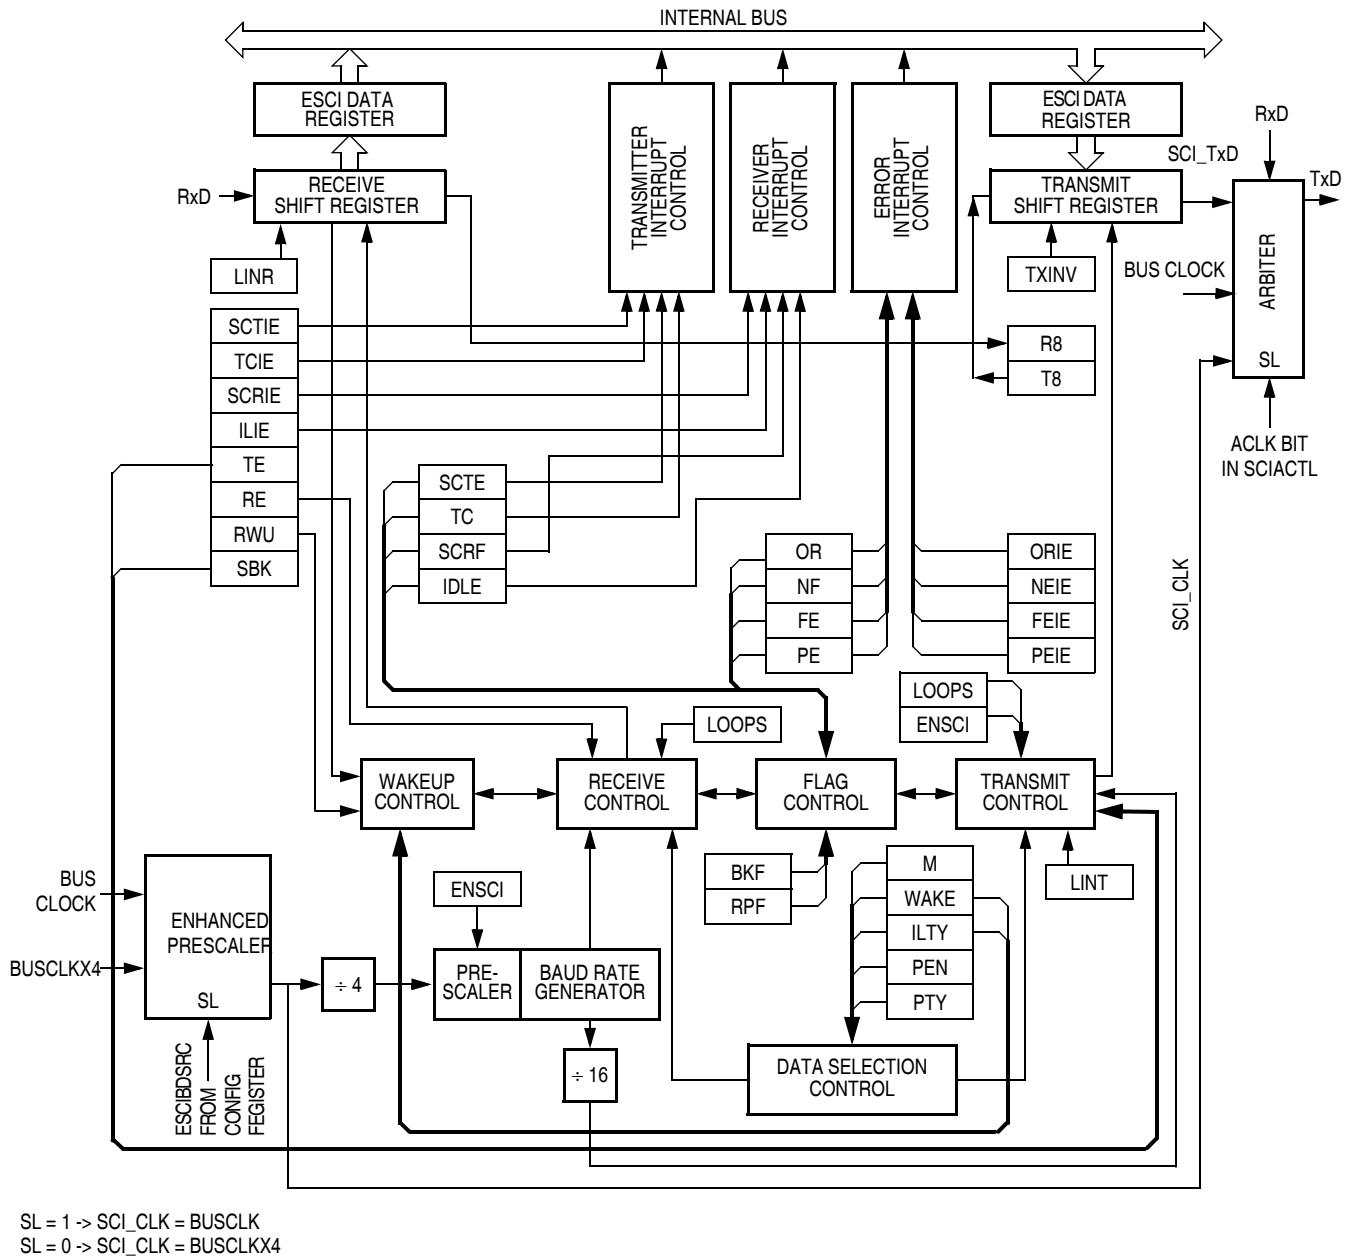 INTERNAL BUS
ESCI DATA
REGISTER
RECEIVE
SHIFT REGISTER
RxD
LINR
TRANSMITTER
INTERRUPT
CONTROL
RECEIVER
INTERRUPT
CONTROL
ERROR
INTERRUPT
CONTROL
ESCI DATA
REGISTER
TRANSMIT
SHIFT REGISTER
SCI_TxD
RxD
TxD
TXINV
BUS CLOCK
ARBITER
SL
ACLK BIT
IN SCIACTL
R8
T8
SCTIE
TCIE
SCRIE
ILIE
TE
RE
RWU
SBK
SCTE
TC
SCRF
IDLE
OR
NF
FE
PE
ORIE
NEIE
FEIE
PEIE
SCI_CLK
LOOPS
LOOPS
ENSCI
WAKEUP
CONTROL
RECEIVE
CONTROL
FLAG
CONTROL
TRANSMIT
CONTROL
BKF
RPF
M
WAKE
ILTY
PEN
PTY
LINT
BUS
CLOCK
BUSCLKX4
ENHANCED
PRESCALER
SL
÷ 4
ENSCI
PRE-
SCALER
BAUD RATE
GENERATOR
÷ 16
DATA SELECTION
CONTROL
ESCIBDSRC
FROM
CONFIG
FEGISTER
SL = 1 -> SCI_CLK = BUSCLK
SL = 0 -> SCI_CLK = BUSCLKX4